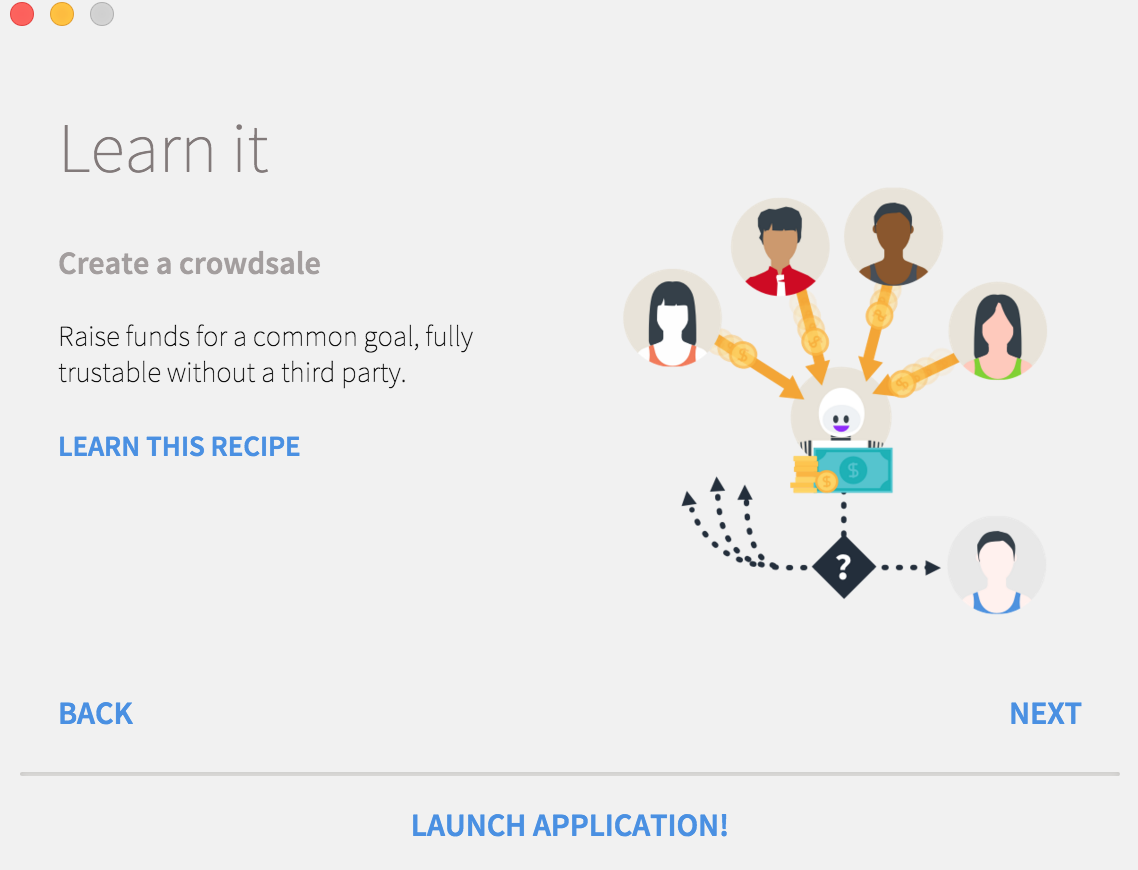 Learn it
Create a crowdsale
Raise funds for a common goal, fully
trustable without a third party.
LEARN THIS RECIPE
$
$
$
$
$
$
?
BACK
NEXT
LAUNCH APPLICATION!